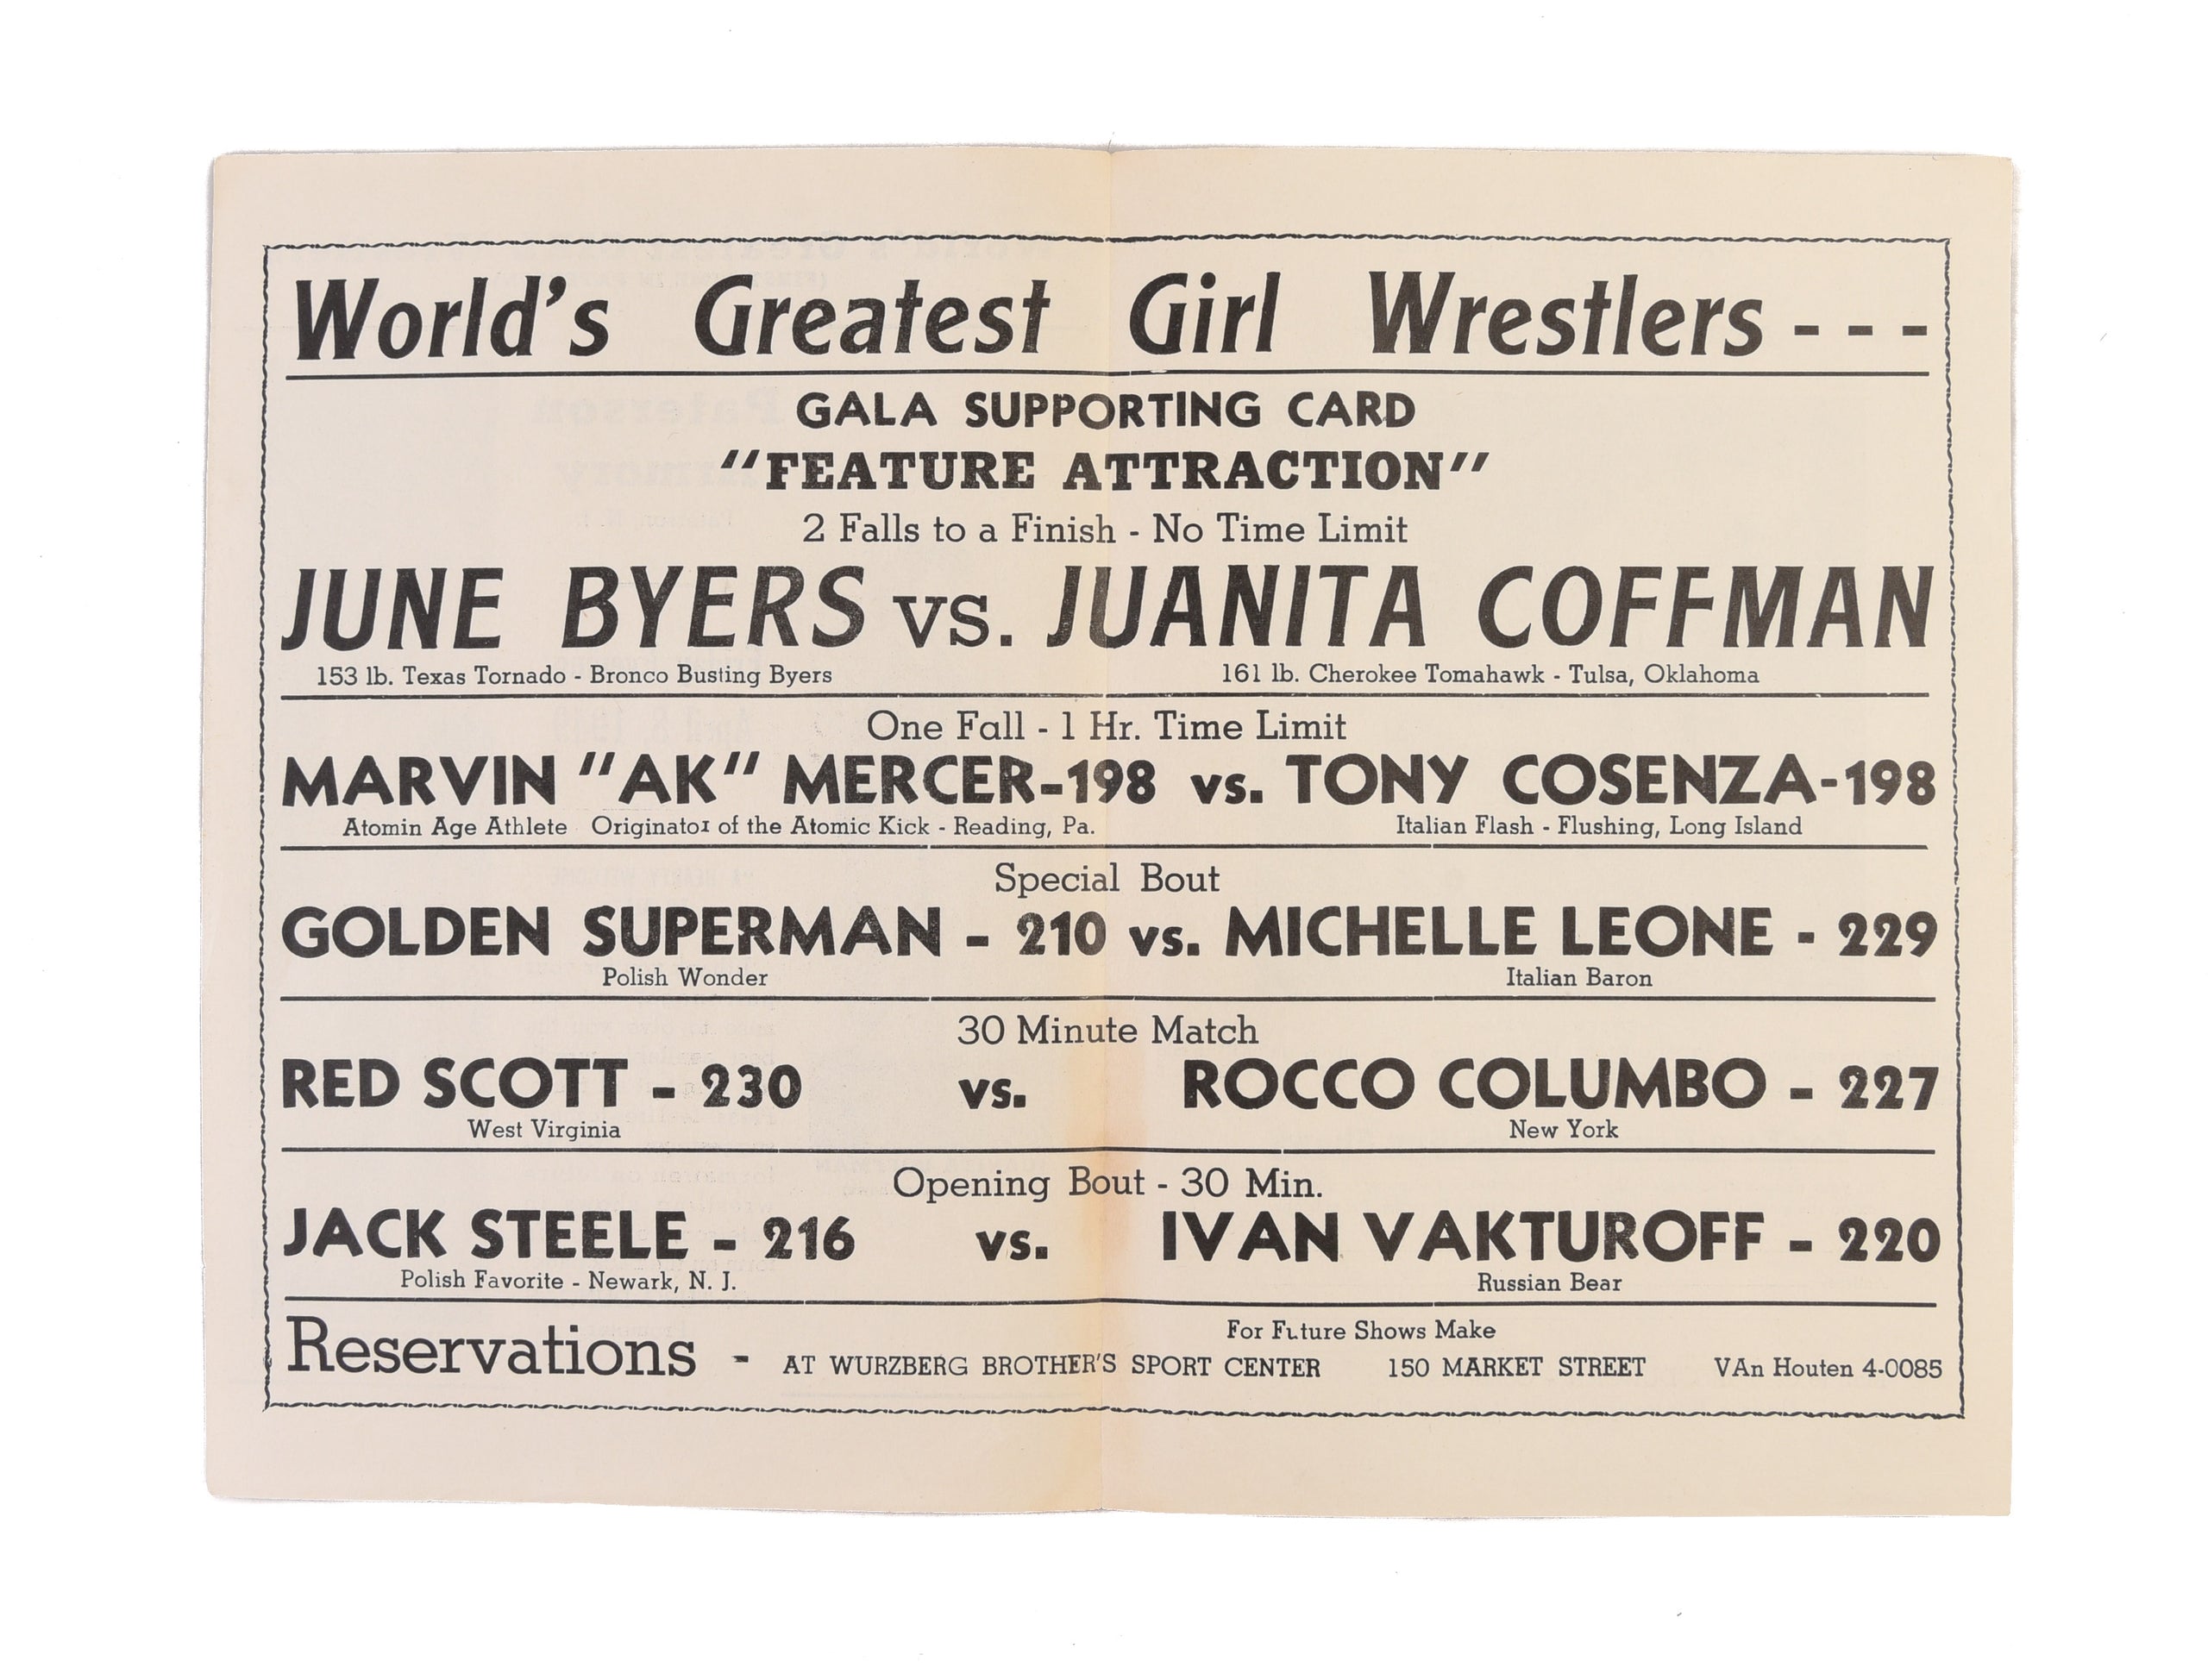 World's Greatest Girl Wrestlers - - -
GALA SUPPORTING CARD
"FEATURE ATTRACTION"
2 Falls to a Finish - No Time Limit
JUNE BYERS vs. JUANITA COFFMAN
153 lb. Texas Tornado - Bronco Busting Byers 161 lb. Cherokee Tomahawk - Tulsa, Oklahoma
One Fall - 1 Hr. Time Limit
MARVIN "AK" MERCER-198 vs. TONY COSENZA-198
Atomin Age Athlete Originator of the Atomic Kick - Reading, Pa. Italian Flash - Flushing, Long Island
Special Bout
GOLDEN SUPERMAN - 210 vs. MICHELLE LEONE - 229
Polish Wonder Italian Baron
30 Minute Match
RED SCOTT - 230 vs. ROCCO COLUMBO - 227
West Virginia New York
Opening Bout - 30 Min.
JACK STEELE - 216 vs. IVAN VAKTUROFF - 220
Polish Favorite - Newark, N. J. Russian Bear
For Future Shows Make
Reservations - AT WURZBERG BROTHER'S SPORT CENTER 150 MARKET STREET VAn Houten 4-0085